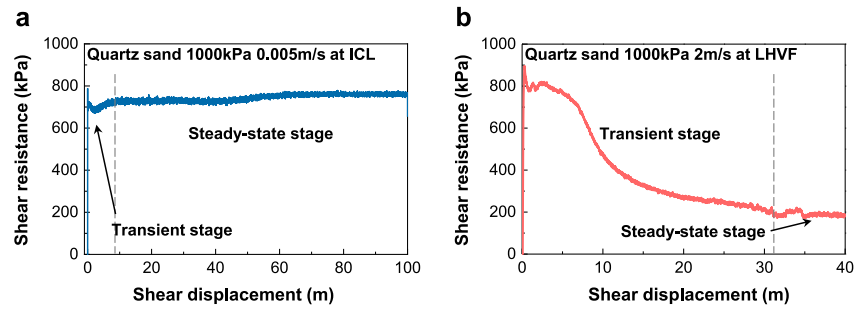 a
Quartz sand 1000kPa 0.005m/s at ICL
Shear resistance (kPa)
1000
800
600
400
200
0
Steady-state stage
Transient stage
0 20 40 60 80 100
Shear displacement (m)
b
Quartz sand 1000kPa 2m/s at LHVF
Shear resistance (kPa)
1000
800
600
400
200
0
Transient stage
Steady-state stage
0 10 20 30 40
Shear displacement (m)